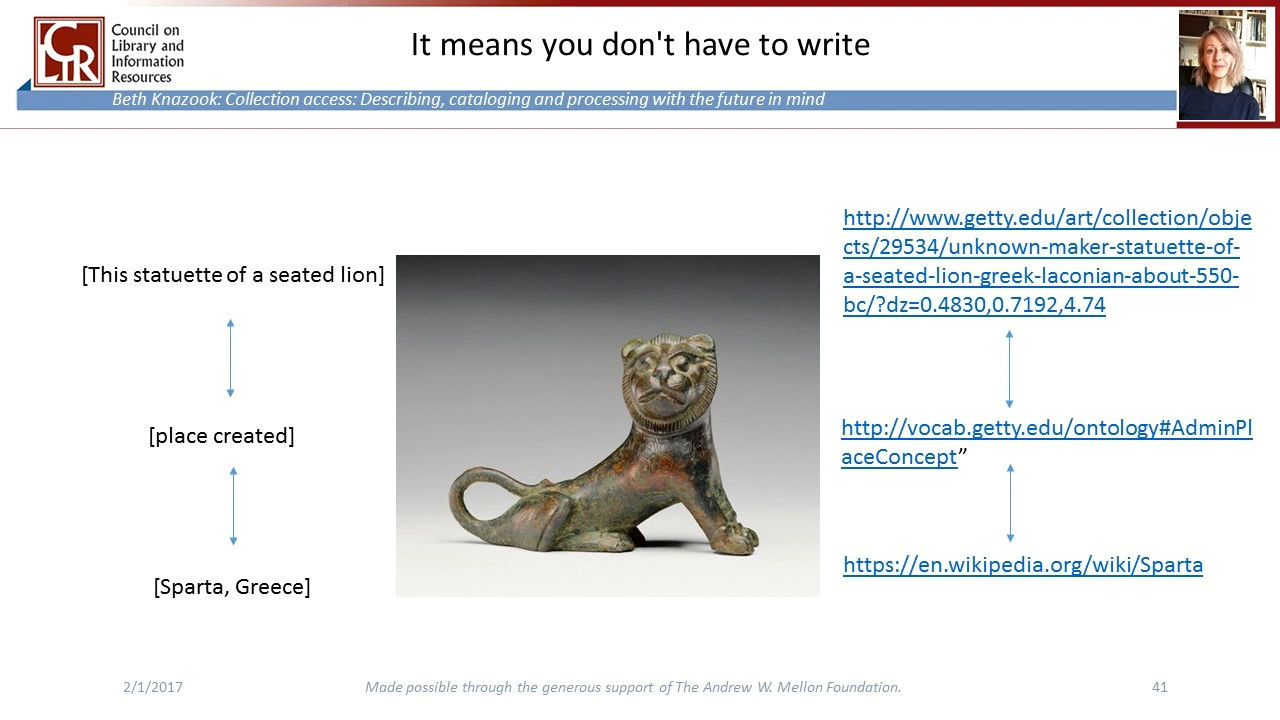 CLIR
Council on
Library and
Information
Resources
It means you don't have to write
Beth Knazook: Collection access: Describing, cataloging and processing with the future in mind
[This statuette of a seated lion]
[place created]
[Sparta, Greece]
http://www.getty.edu/art/collection/obje
cts/29534/unknown-maker-statuette-of-
a-seated-lion-greek-laconian-about-550-
bc/?dz=0.4830,0.7192,4.74
http://vocab.getty.edu/ontology#AdminPl
aceConcept”
https://en.wikipedia.org/wiki/Sparta
2/1/2017
Made possible through the generous support of The Andrew W. Mellon Foundation.
41